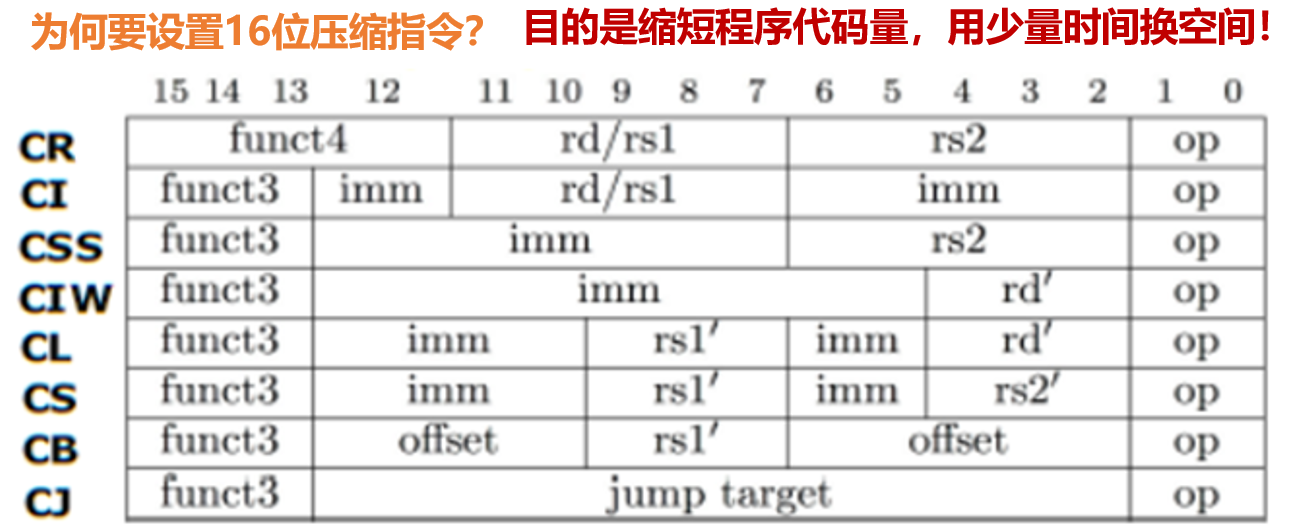 为何要设置16位压缩指令? 目的是缩短程序代码量，用少量时间换空间！
15 14 13 12 11 10 9 8 7 6 5 4 3 2 1 0
CR funct4 rd/rs1 rs2 op
CI funct3 imm rd/rs1 imm op
CSS funct3 imm rs2 op
CIW funct3 imm rd′ op
CL funct3 imm rs1′ imm rd′ op
CS funct3 imm rs1′ imm rs2′ op
CB funct3 offset rs1′ offset op
CJ funct3 jump target op